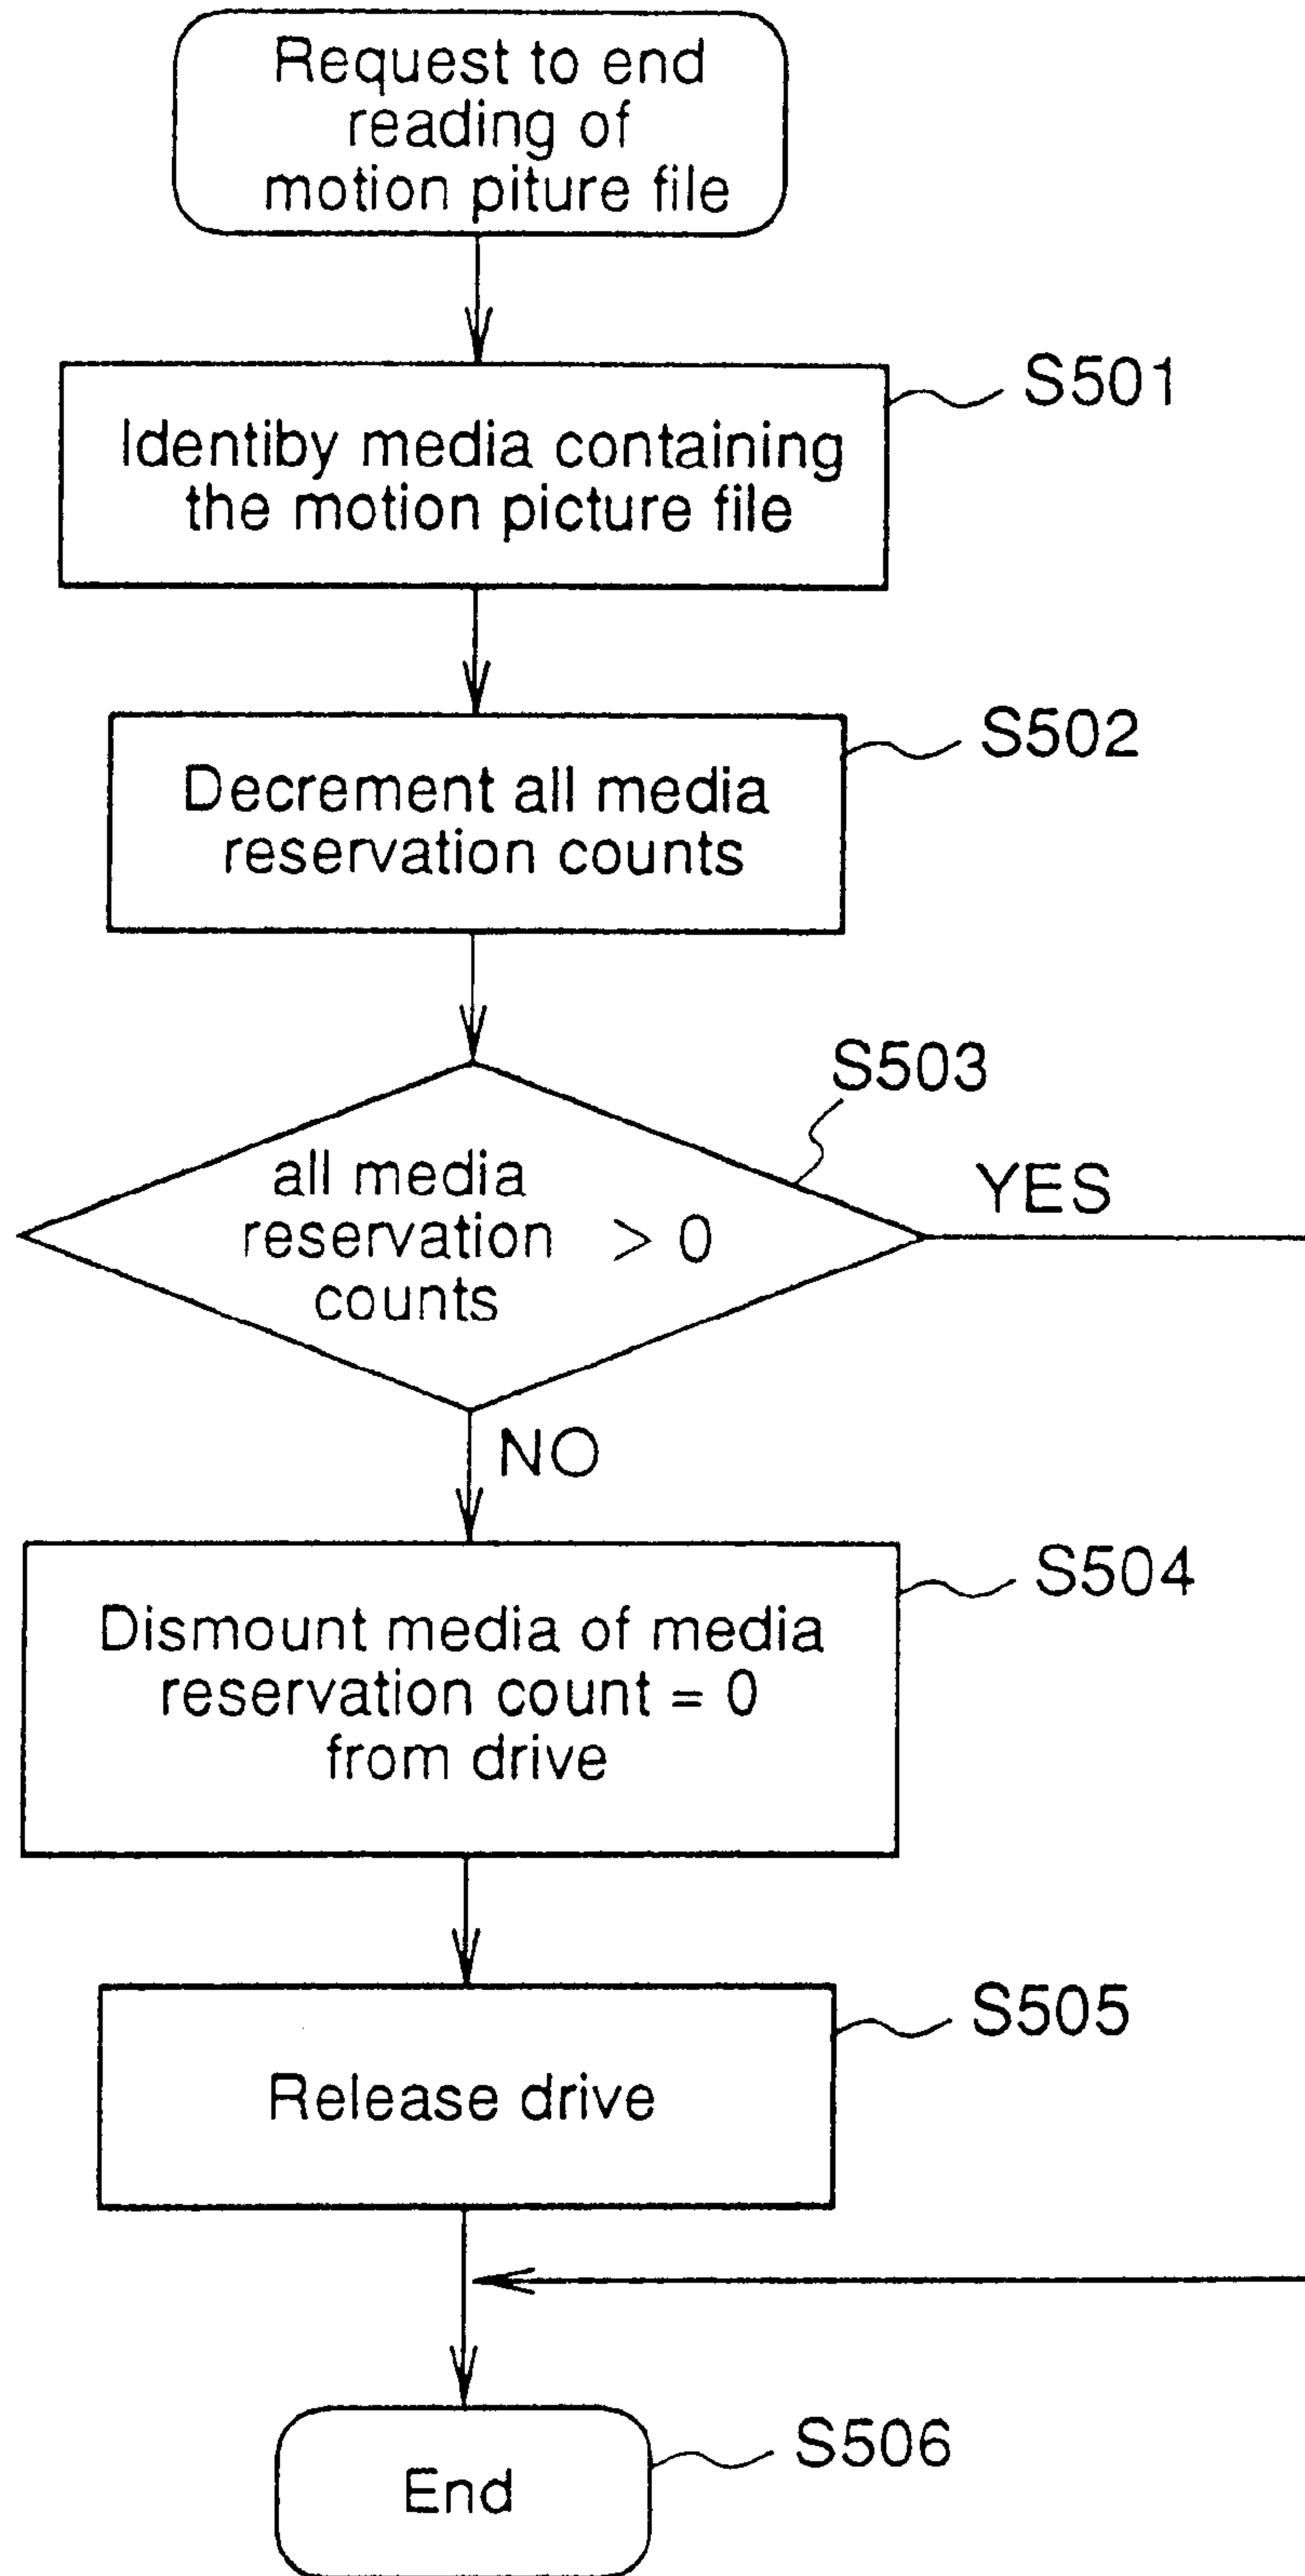 Request to end
reading of
motion piture file
S501
Identiby media containing
the motion picture file
S502
Decrement all media
reservation counts
S503
all media
reservation > 0
counts
YES
NO
S504
Dismount media of media
reservation count = 0
from drive
S505
Release drive
S506
End